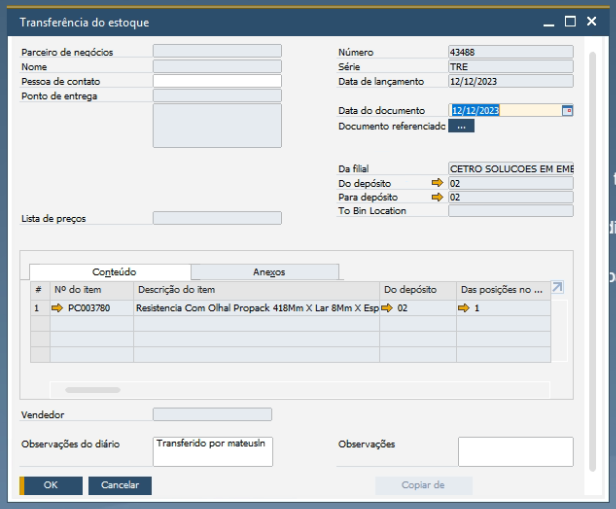 Transferência do estoque
Parceiro de negócios
Nome
Pessoa de contato
Ponto de entrega
Número 43488
Série TRE
Data de lançamento 12/12/2023
Data do documento 12/12/2023
Documento referenciado ...
Da filial CETRO SOLUCOES EM EME
Do depósito 02
Para depósito 02
To Bin Location
Lista de preços
Conteúdo Anexos
# Nº do item Descrição do item Do depósito Das posições no ...
1 PC003780 Resistencia Com Olhal Propack 418Mm X Lar 8Mm X Esp 02 1
Vendedor
Observações do diário Transferido por mateusln Observações
OK Cancelar Copiar de